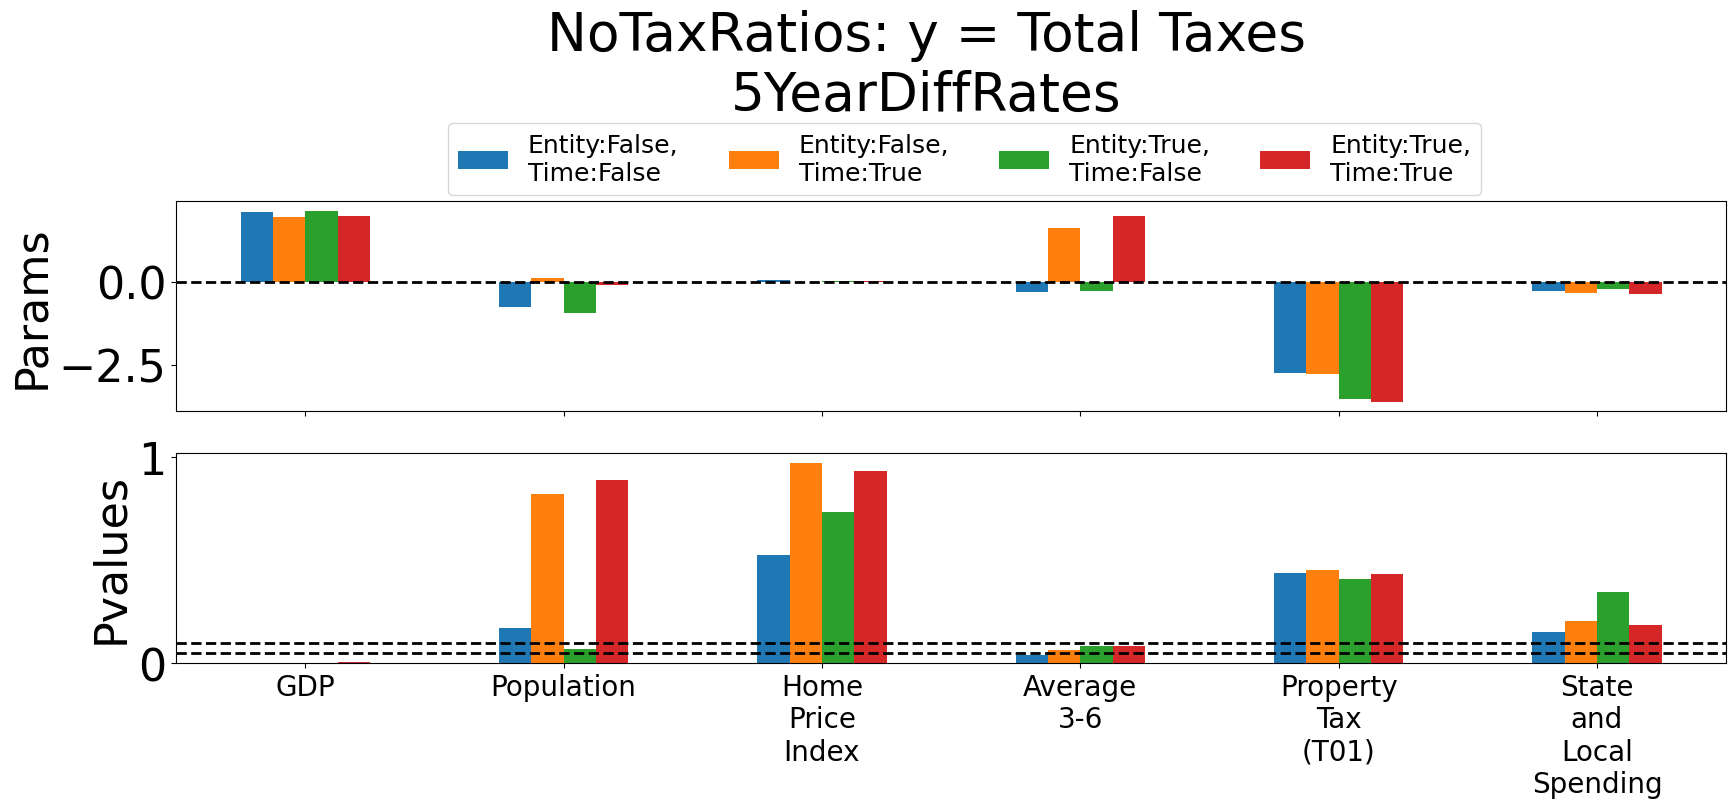 NoTaxRatios: y = Total Taxes
5YearDiffRates
Entity:False,
Time:False
Entity:False,
Time:True
Entity:True,
Time:False
Entity:True,
Time:True
Params
0.0
−2.5
Pvalues
1
0
GDP
Population
Home
Price
Index
Average
3-6
Property
Tax
(T01)
State
and
Local
Spending